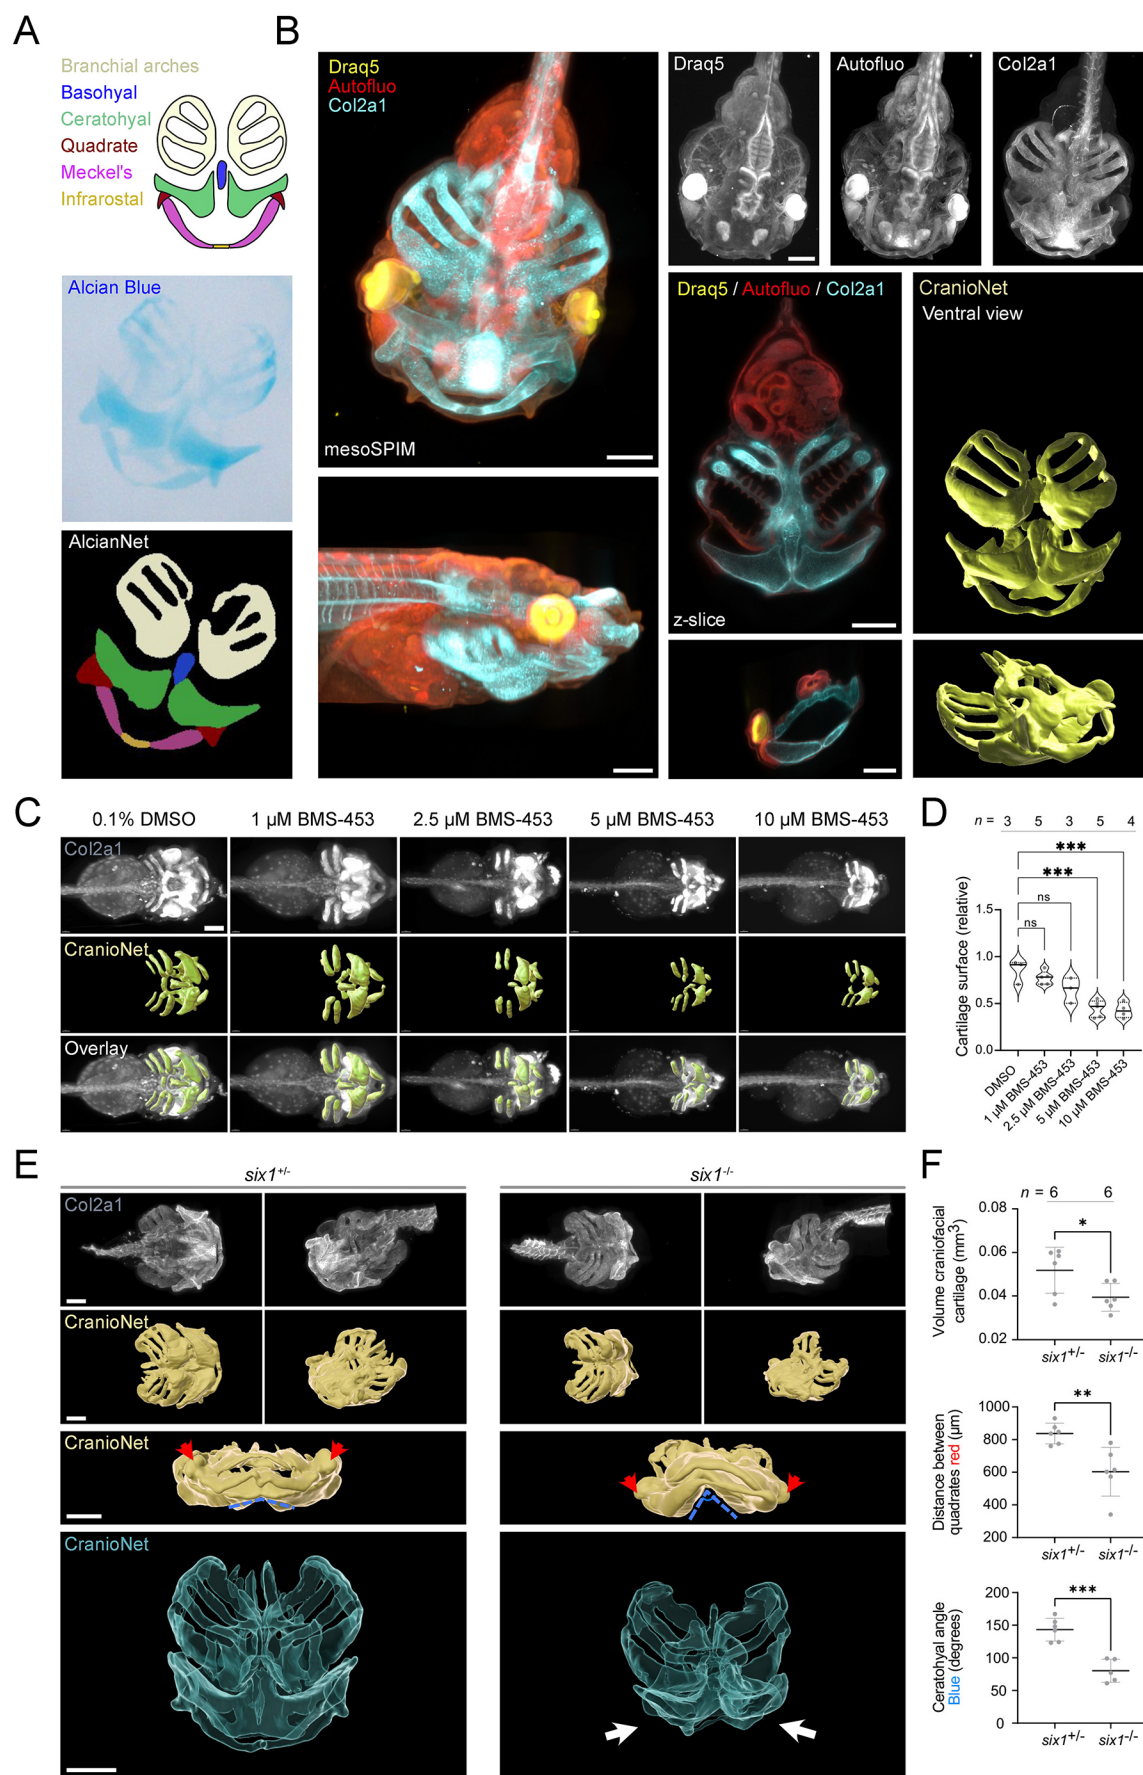 A
Branchial arches
Basohyal
Ceratohyal
Quadrate
Meckel's
Infrarostal
Alcian Blue
AlcianNet
B
Draq5
Autofluo
Col2a1
mesoSPIM
Draq5
Autofluo
Col2a1
Draq5 / Autofluo / Col2a1
z-slice
CranioNet
Ventral view
C
0.1% DMSO
1 µM BMS-453
2.5 µM BMS-453
5 µM BMS-453
10 µM BMS-453
Col2a1
CranioNet
Overlay
D
n = 3 5 3 5 4
***
***
ns
ns
Cartilage surface (relative)
1.5
1.0
0.5
0.0
DMSO
1 µM BMS-453
2.5 µM BMS-453
5 µM BMS-453
10 µM BMS-453
E
six1+/-
six1-/-
Col2a1
CranioNet
CranioNet
CranioNet
F
n = 6 6
Volume craniofacial
cartilage (mm3)
0.08
0.06
0.04
0.02
*
six1+/- six1-/-
Distance between
quadrates red (µm)
1000
800
600
400
200
**
six1+/- six1-/-
Ceratohyal angle
Blue (degrees)
200
150
100
50
0
***
six1+/- six1-/-